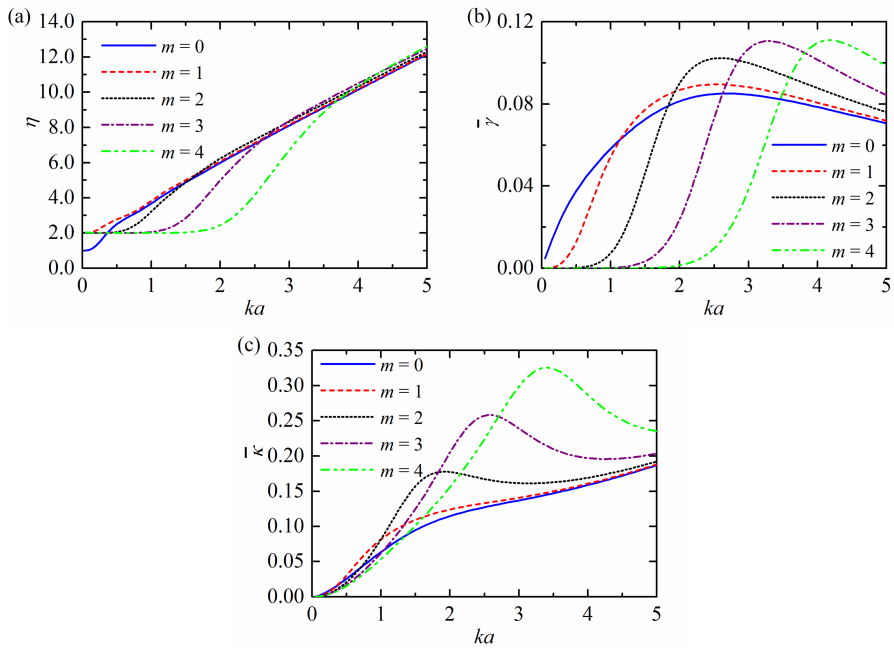 (a)
14.0
12.0
10.0
8.0
6.0
4.0
2.0
0.0
η
m = 0
m = 1
m = 2
m = 3
m = 4
0 1 2 3 4 5
ka
(b)
0.12
0.08
0.04
0.00
γ̄
m = 0
m = 1
m = 2
m = 3
m = 4
0 1 2 3 4 5
ka
(c)
0.35
0.30
0.25
0.20
0.15
0.10
0.05
0.00
κ̄
m = 0
m = 1
m = 2
m = 3
m = 4
0 1 2 3 4 5
ka